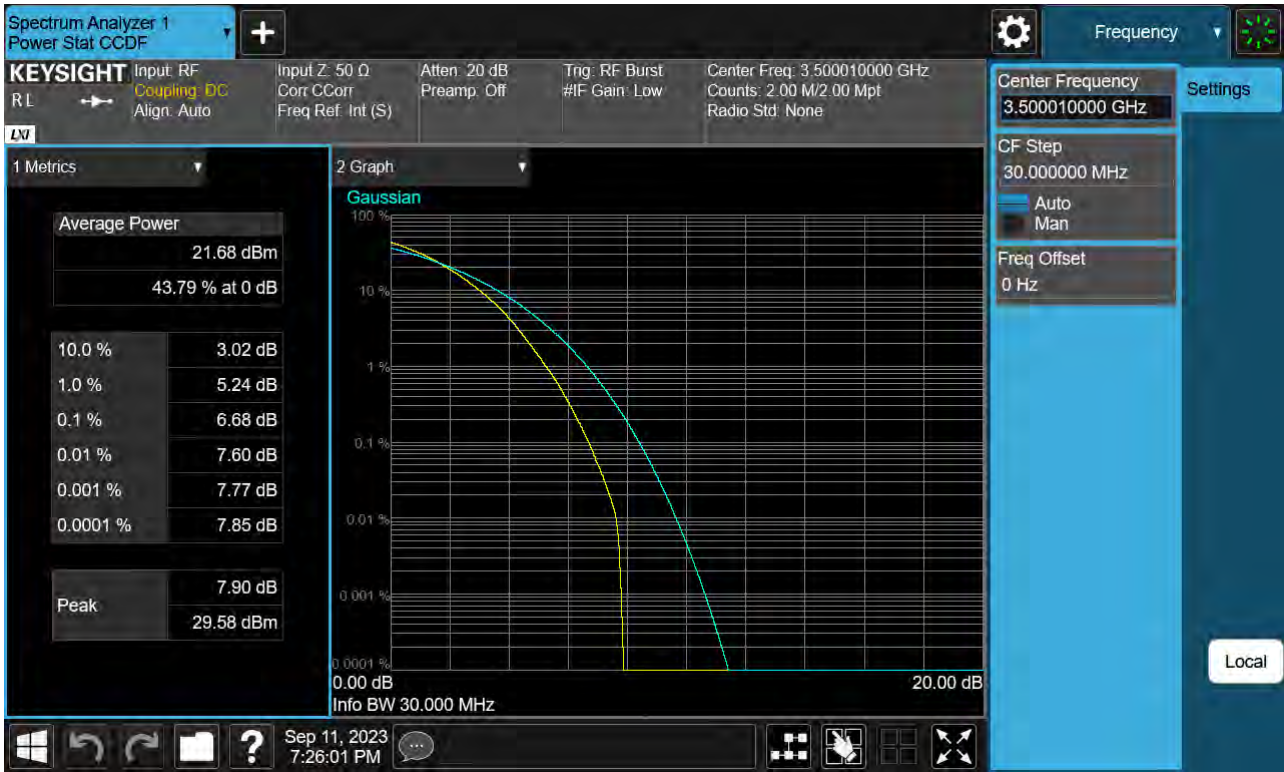 Spectrum Analyzer 1
Power Stat CCDF
Frequency
KEYSIGHT
RL
LXI
Input: RF
Coupling: DC
Align: Auto
Input Z: 50 Ω
Corr CCorr
Freq Ref: Int (S)
Atten: 20 dB
Preamp: Off
Trig: RF Burst
#IF Gain: Low
Center Freq: 3.500010000 GHz
Counts: 2.00 M/2.00 Mpt
Radio Std: None
1 Metrics
Average Power
21.68 dBm
43.79 % at 0 dB
10.0 % 3.02 dB
1.0 % 5.24 dB
0.1 % 6.68 dB
0.01 % 7.60 dB
0.001 % 7.77 dB
0.0001 % 7.85 dB
Peak
7.90 dB
29.58 dBm
2 Graph
Gaussian
100 %
10 %
1 %
0.1 %
0.01 %
0.001 %
0.0001 %
0.00 dB
20.00 dB
Info BW 30.000 MHz
Center Frequency
3.500010000 GHz
CF Step
30.000000 MHz
Auto
Man
Freq Offset
0 Hz
Settings
Local
Sep 11, 2023
7:26:01 PM